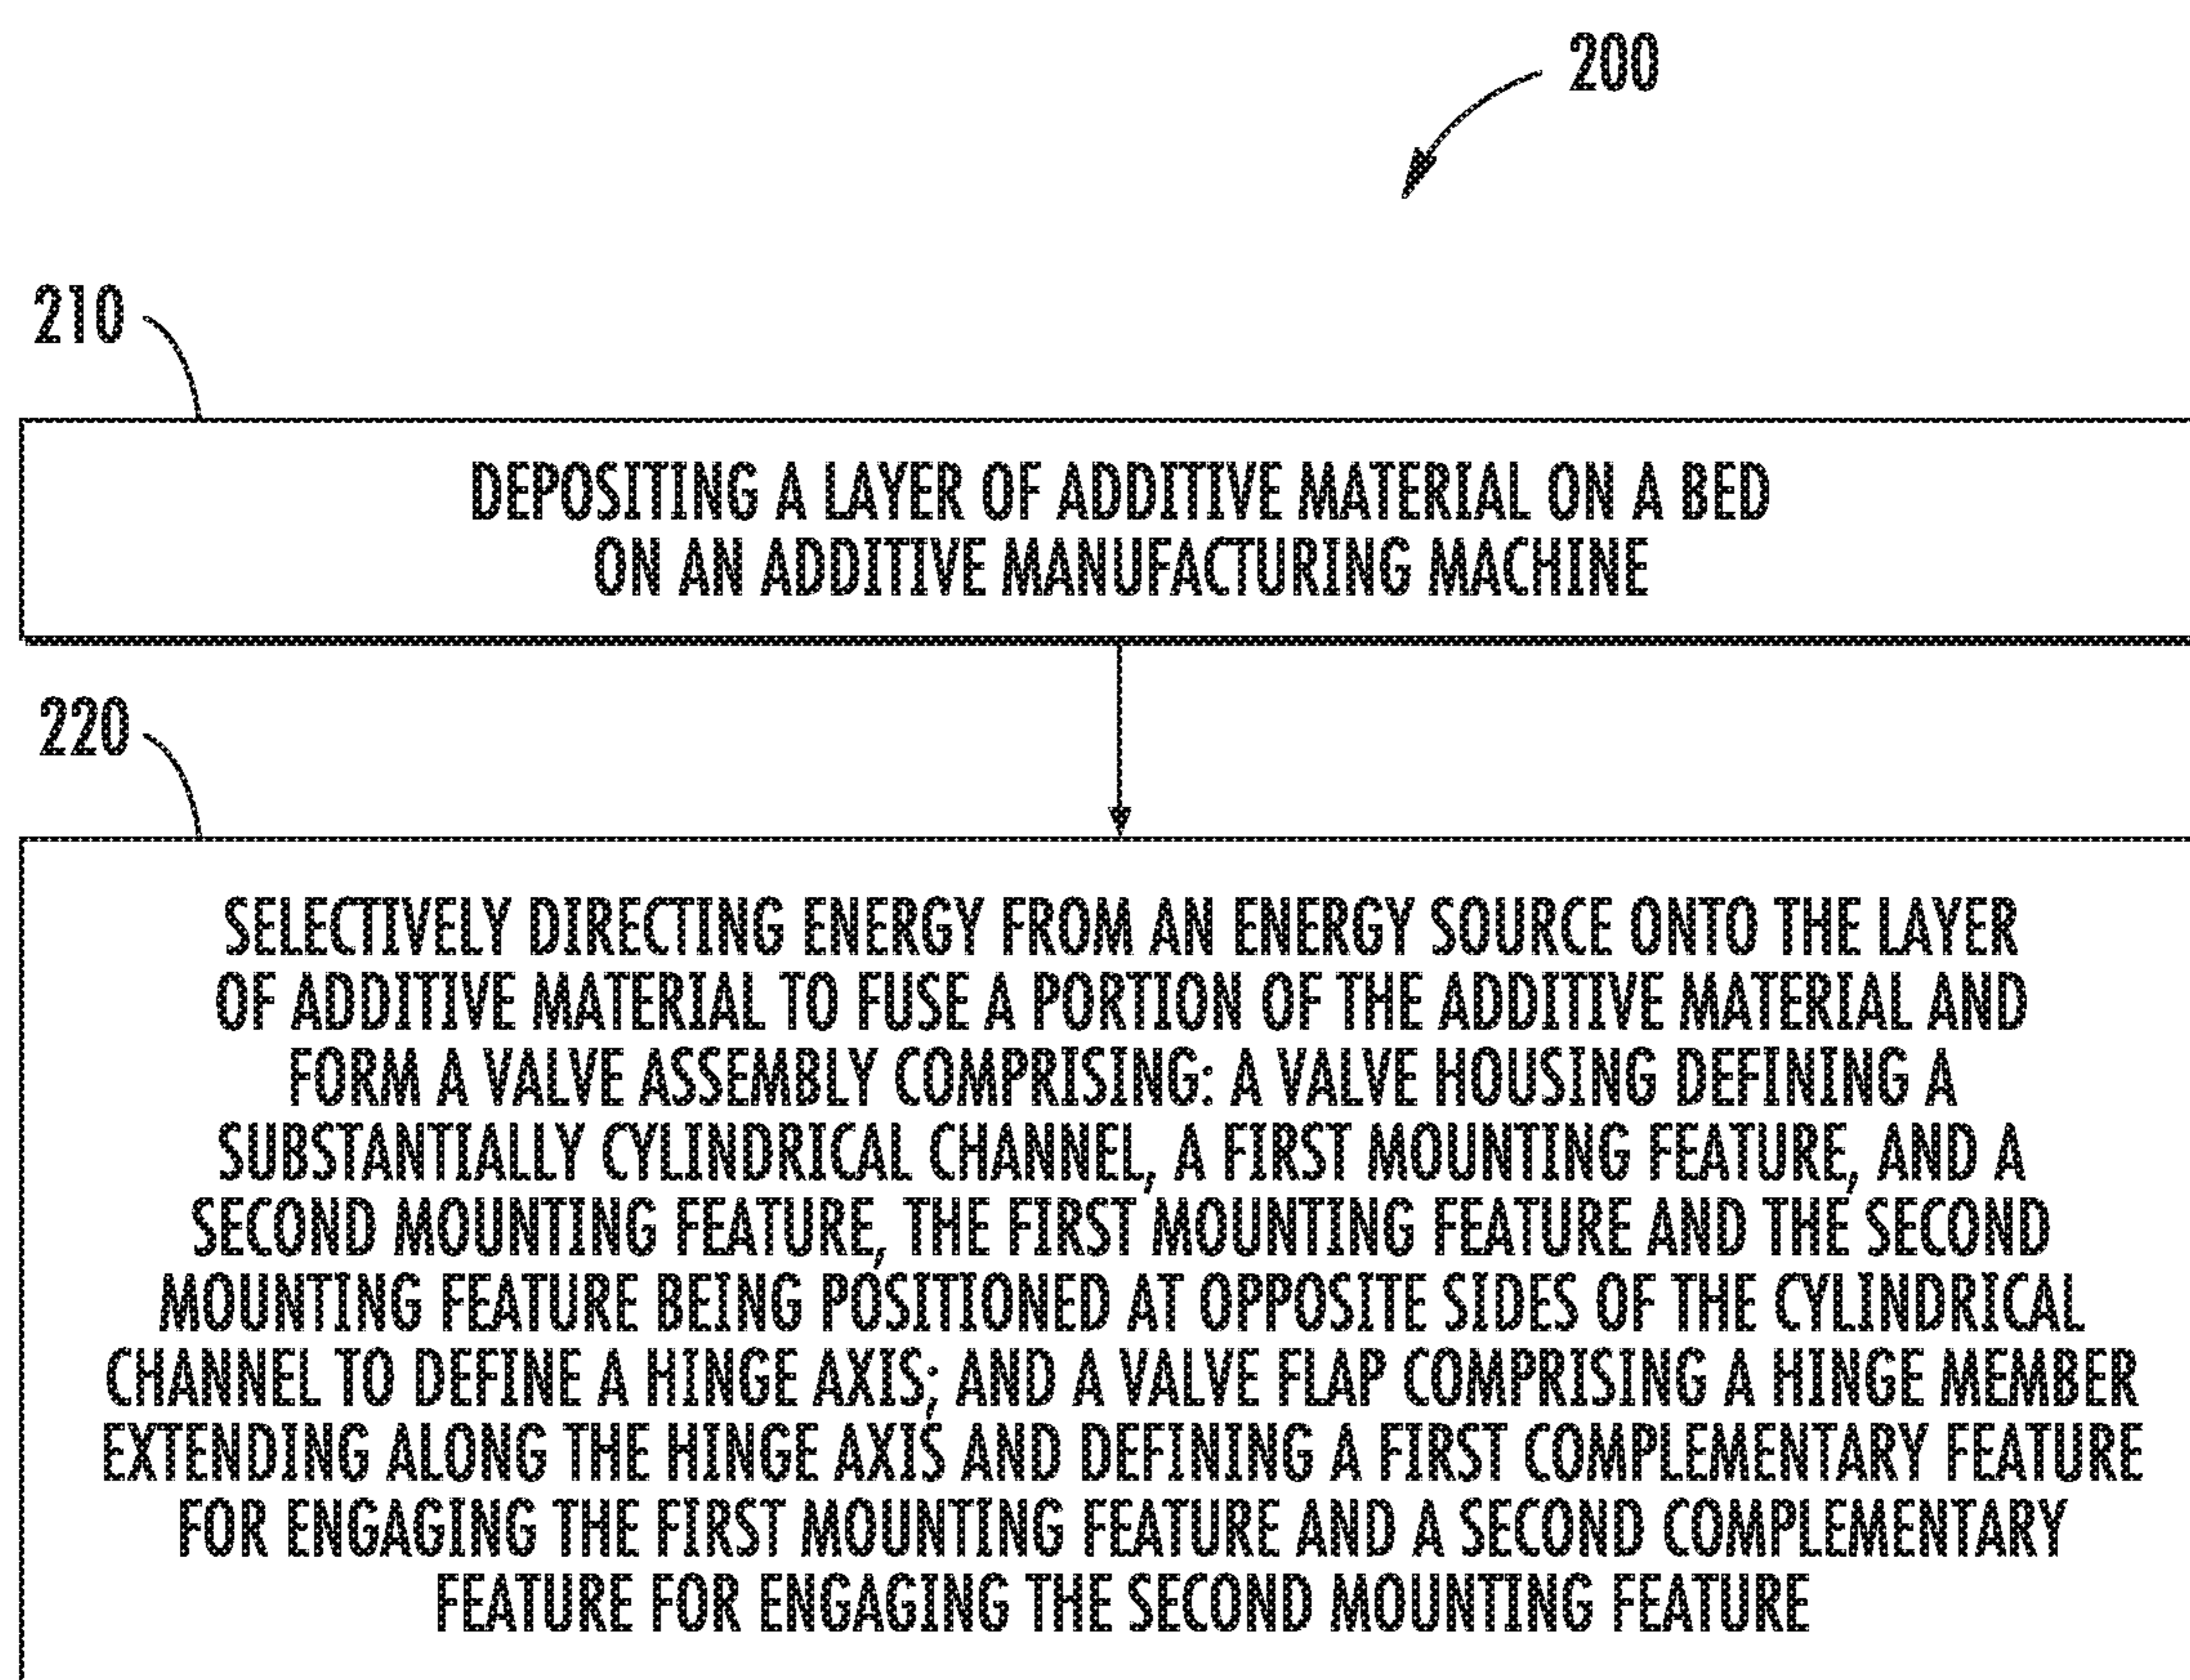 200
210
DEPOSITING A LAYER OF ADDITIVE MATERIAL ON A BED
ON AN ADDITIVE MANUFACTURING MACHINE
220
SELECTIVELY DIRECTING ENERGY FROM AN ENERGY SOURCE ONTO THE LAYER
OF ADDITIVE MATERIAL TO FUSE A PORTION OF THE ADDITIVE MATERIAL AND
FORM A VALVE ASSEMBLY COMPRISING: A VALVE HOUSING DEFINING A
SUBSTANTIALLY CYLINDRICAL CHANNEL, A FIRST MOUNTING FEATURE, AND A
SECOND MOUNTING FEATURE, THE FIRST MOUNTING FEATURE AND THE SECOND
MOUNTING FEATURE BEING POSITIONED AT OPPOSITE SIDES OF THE CYLINDRICAL
CHANNEL TO DEFINE A HINGE AXIS; AND A VALVE FLAP COMPRISING A HINGE MEMBER
EXTENDING ALONG THE HINGE AXIS AND DEFINING A FIRST COMPLEMENTARY FEATURE
FOR ENGAGING THE FIRST MOUNTING FEATURE AND A SECOND COMPLEMENTARY
FEATURE FOR ENGAGING THE SECOND MOUNTING FEATURE